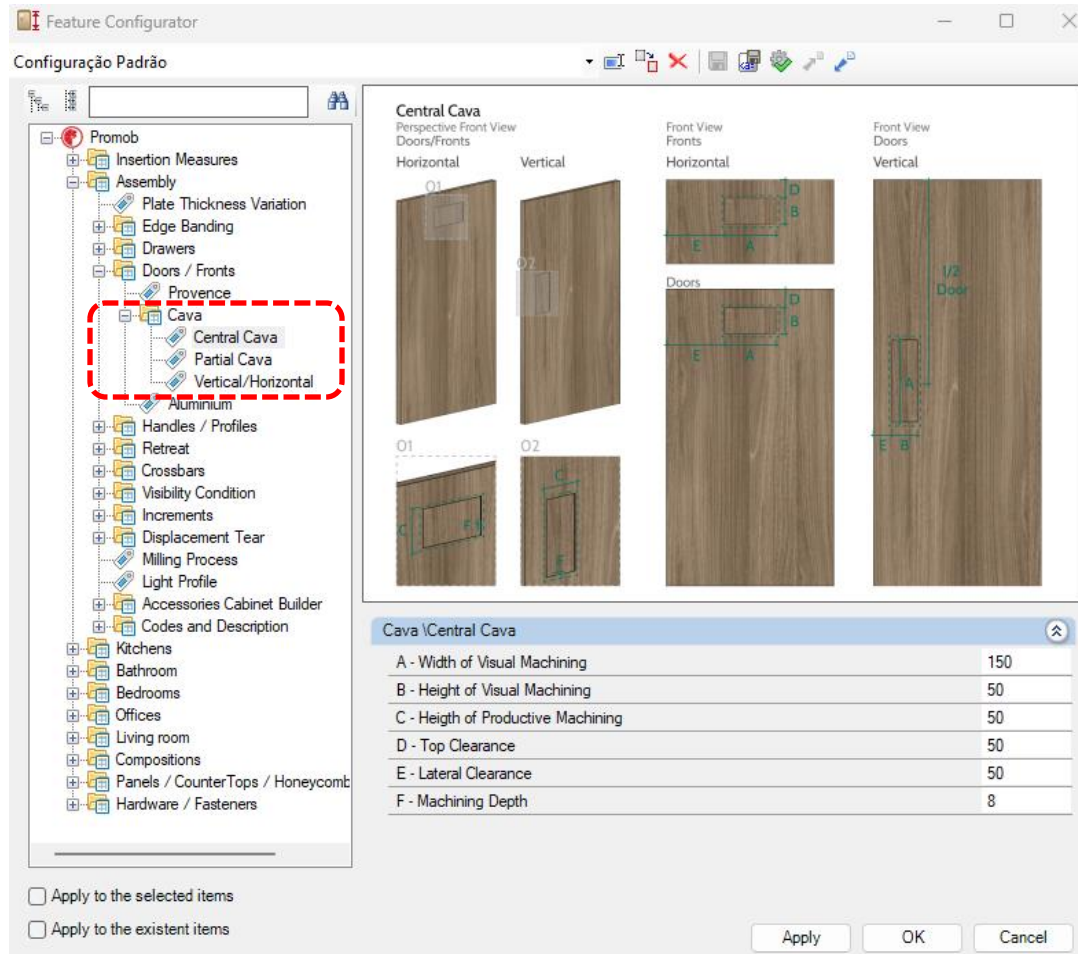 Feature Configurator
Configuração Padrão
Promob
Insertion Measures
Assembly
Plate Thickness Variation
Edge Banding
Drawers
Doors / Fronts
Provence
Cava
Central Cava
Partial Cava
Vertical/Horizontal
Aluminium
Handles / Profiles
Retreat
Crossbars
Visibility Condition
Increments
Displacement Tear
Milling Process
Light Profile
Accessories Cabinet Builder
Codes and Description
Kitchens
Bathroom
Bedrooms
Offices
Living room
Compositions
Panels / CounterTops / Honeycomb
Hardware / Fasteners
Apply to the selected items
Apply to the existent items
Central Cava
Perspective Front View
Doors/Fronts
Horizontal Vertical
01
02
01 02
C F
C F
Front View
Fronts
Horizontal
D
B
E A
Doors
D
B
E A
Front View
Doors
Vertical
1/2
Door
A
E B
Cava \Central Cava
A - Width of Visual Machining 150
B - Height of Visual Machining 50
C - Heigth of Productive Machining 50
D - Top Clearance 50
E - Lateral Clearance 50
F - Machining Depth 8
Apply OK Cancel